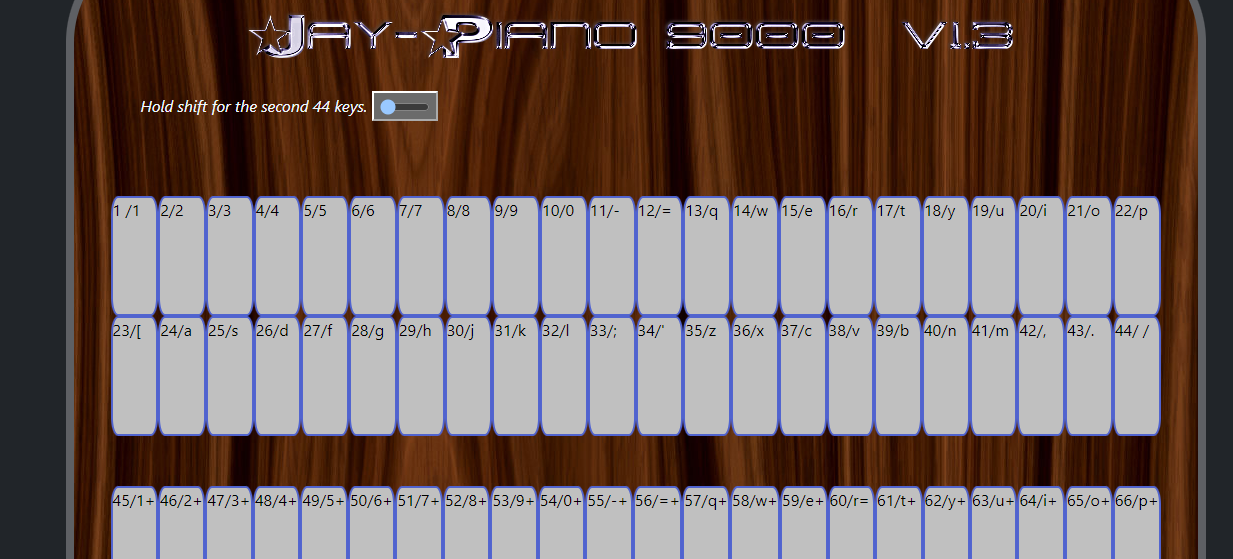 Jay-Piano 9000 V1.3
Hold shift for the second 44 keys.
1 /1 2/2 3/3 4/4 5/5 6/6 7/7 8/8 9/9 10/0 11/- 12/= 13/q 14/w 15/e 16/r 17/t 18/y 19/u 20/i 21/o 22/p
23/[ 24/a 25/s 26/d 27/f 28/g 29/h 30/j 31/k 32/l 33/; 34/' 35/z 36/x 37/c 38/v 39/b 40/n 41/m 42/, 43/. 44/ /
45/1+ 46/2+ 47/3+ 48/4+ 49/5+ 50/6+ 51/7+ 52/8+ 53/9+ 54/0+ 55/-+ 56/=+ 57/q+ 58/w+ 59/e+ 60/r= 61/t+ 62/y+ 63/u+ 64/i+ 65/o+ 66/p+